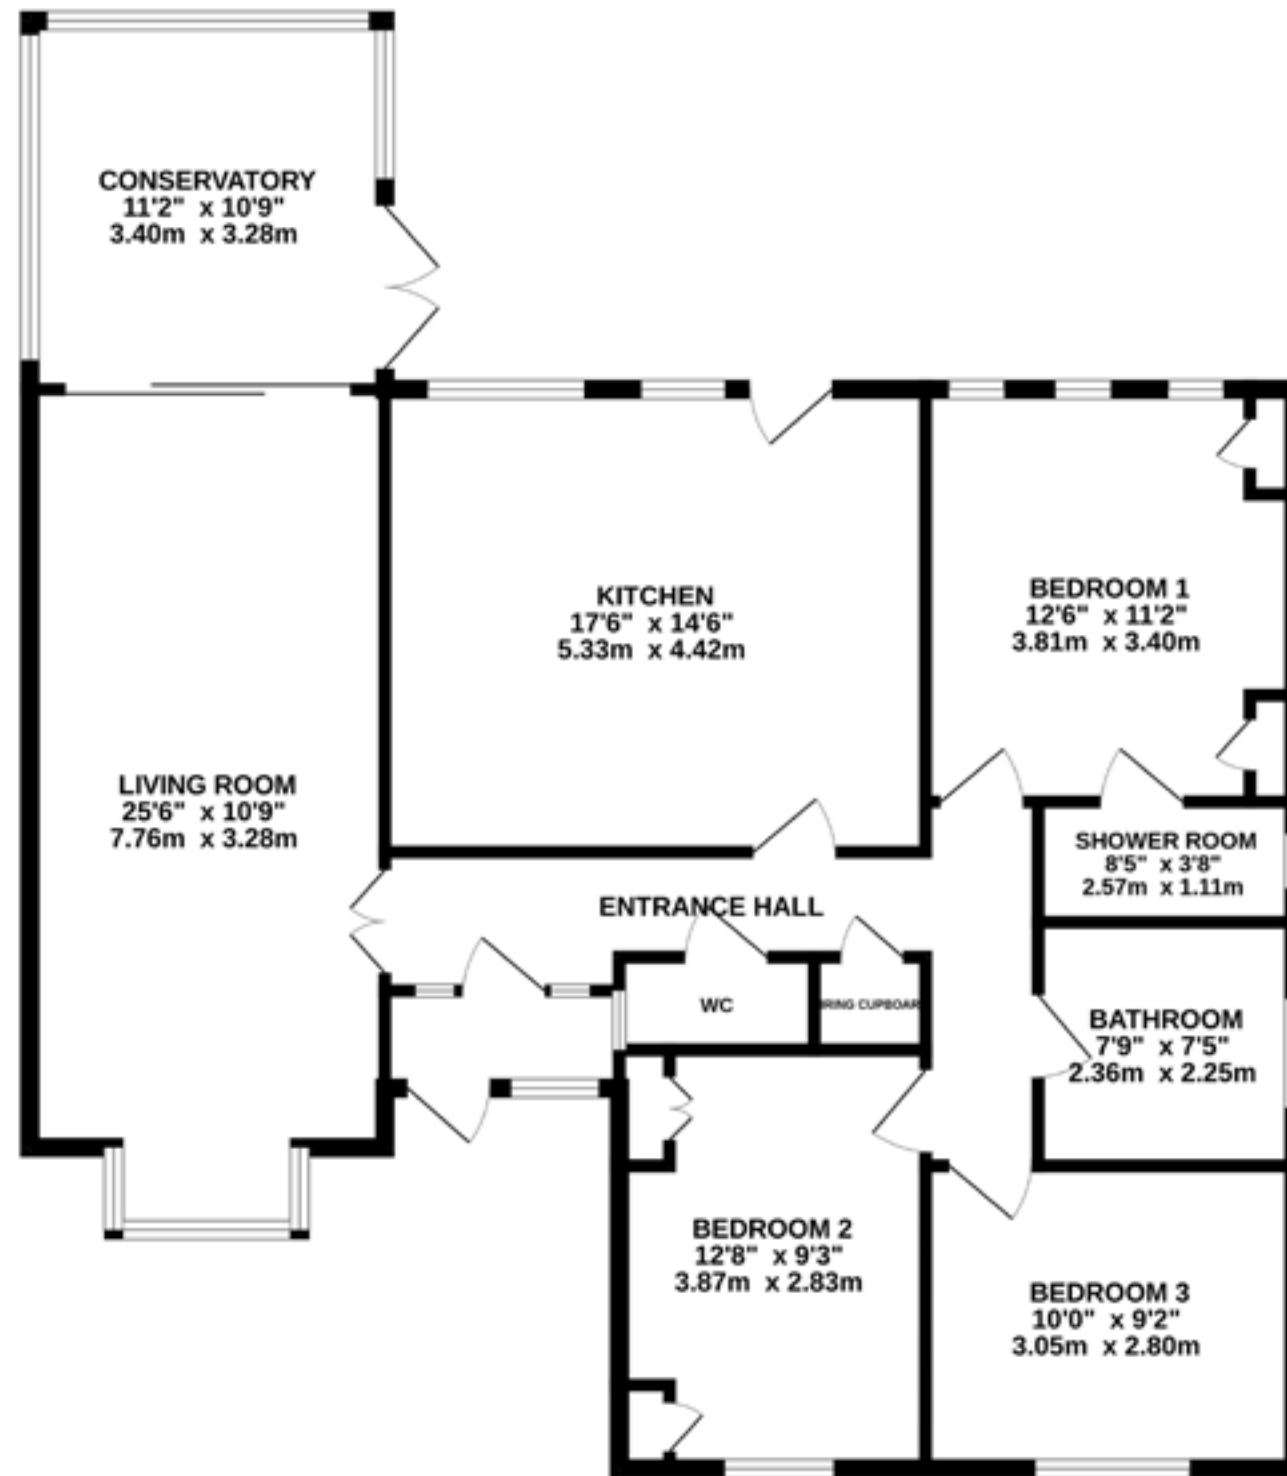 CONSERVATORY
11'2" x 10'9"
3.40m x 3.28m
KITCHEN
17'6" x 14'6"
5.33m x 4.42m
BEDROOM 1
12'6" x 11'2"
3.81m x 3.40m
LIVING ROOM
25'6" x 10'9"
7.76m x 3.28m
SHOWER ROOM
8'5" x 3'8"
2.57m x 1.11m
ENTRANCE HALL
WC
IRING CUPBOAR
BATHROOM
7'9" x 7'5"
2.36m x 2.25m
BEDROOM 2
12'8" x 9'3"
3.87m x 2.83m
BEDROOM 3
10'0" x 9'2"
3.05m x 2.80m